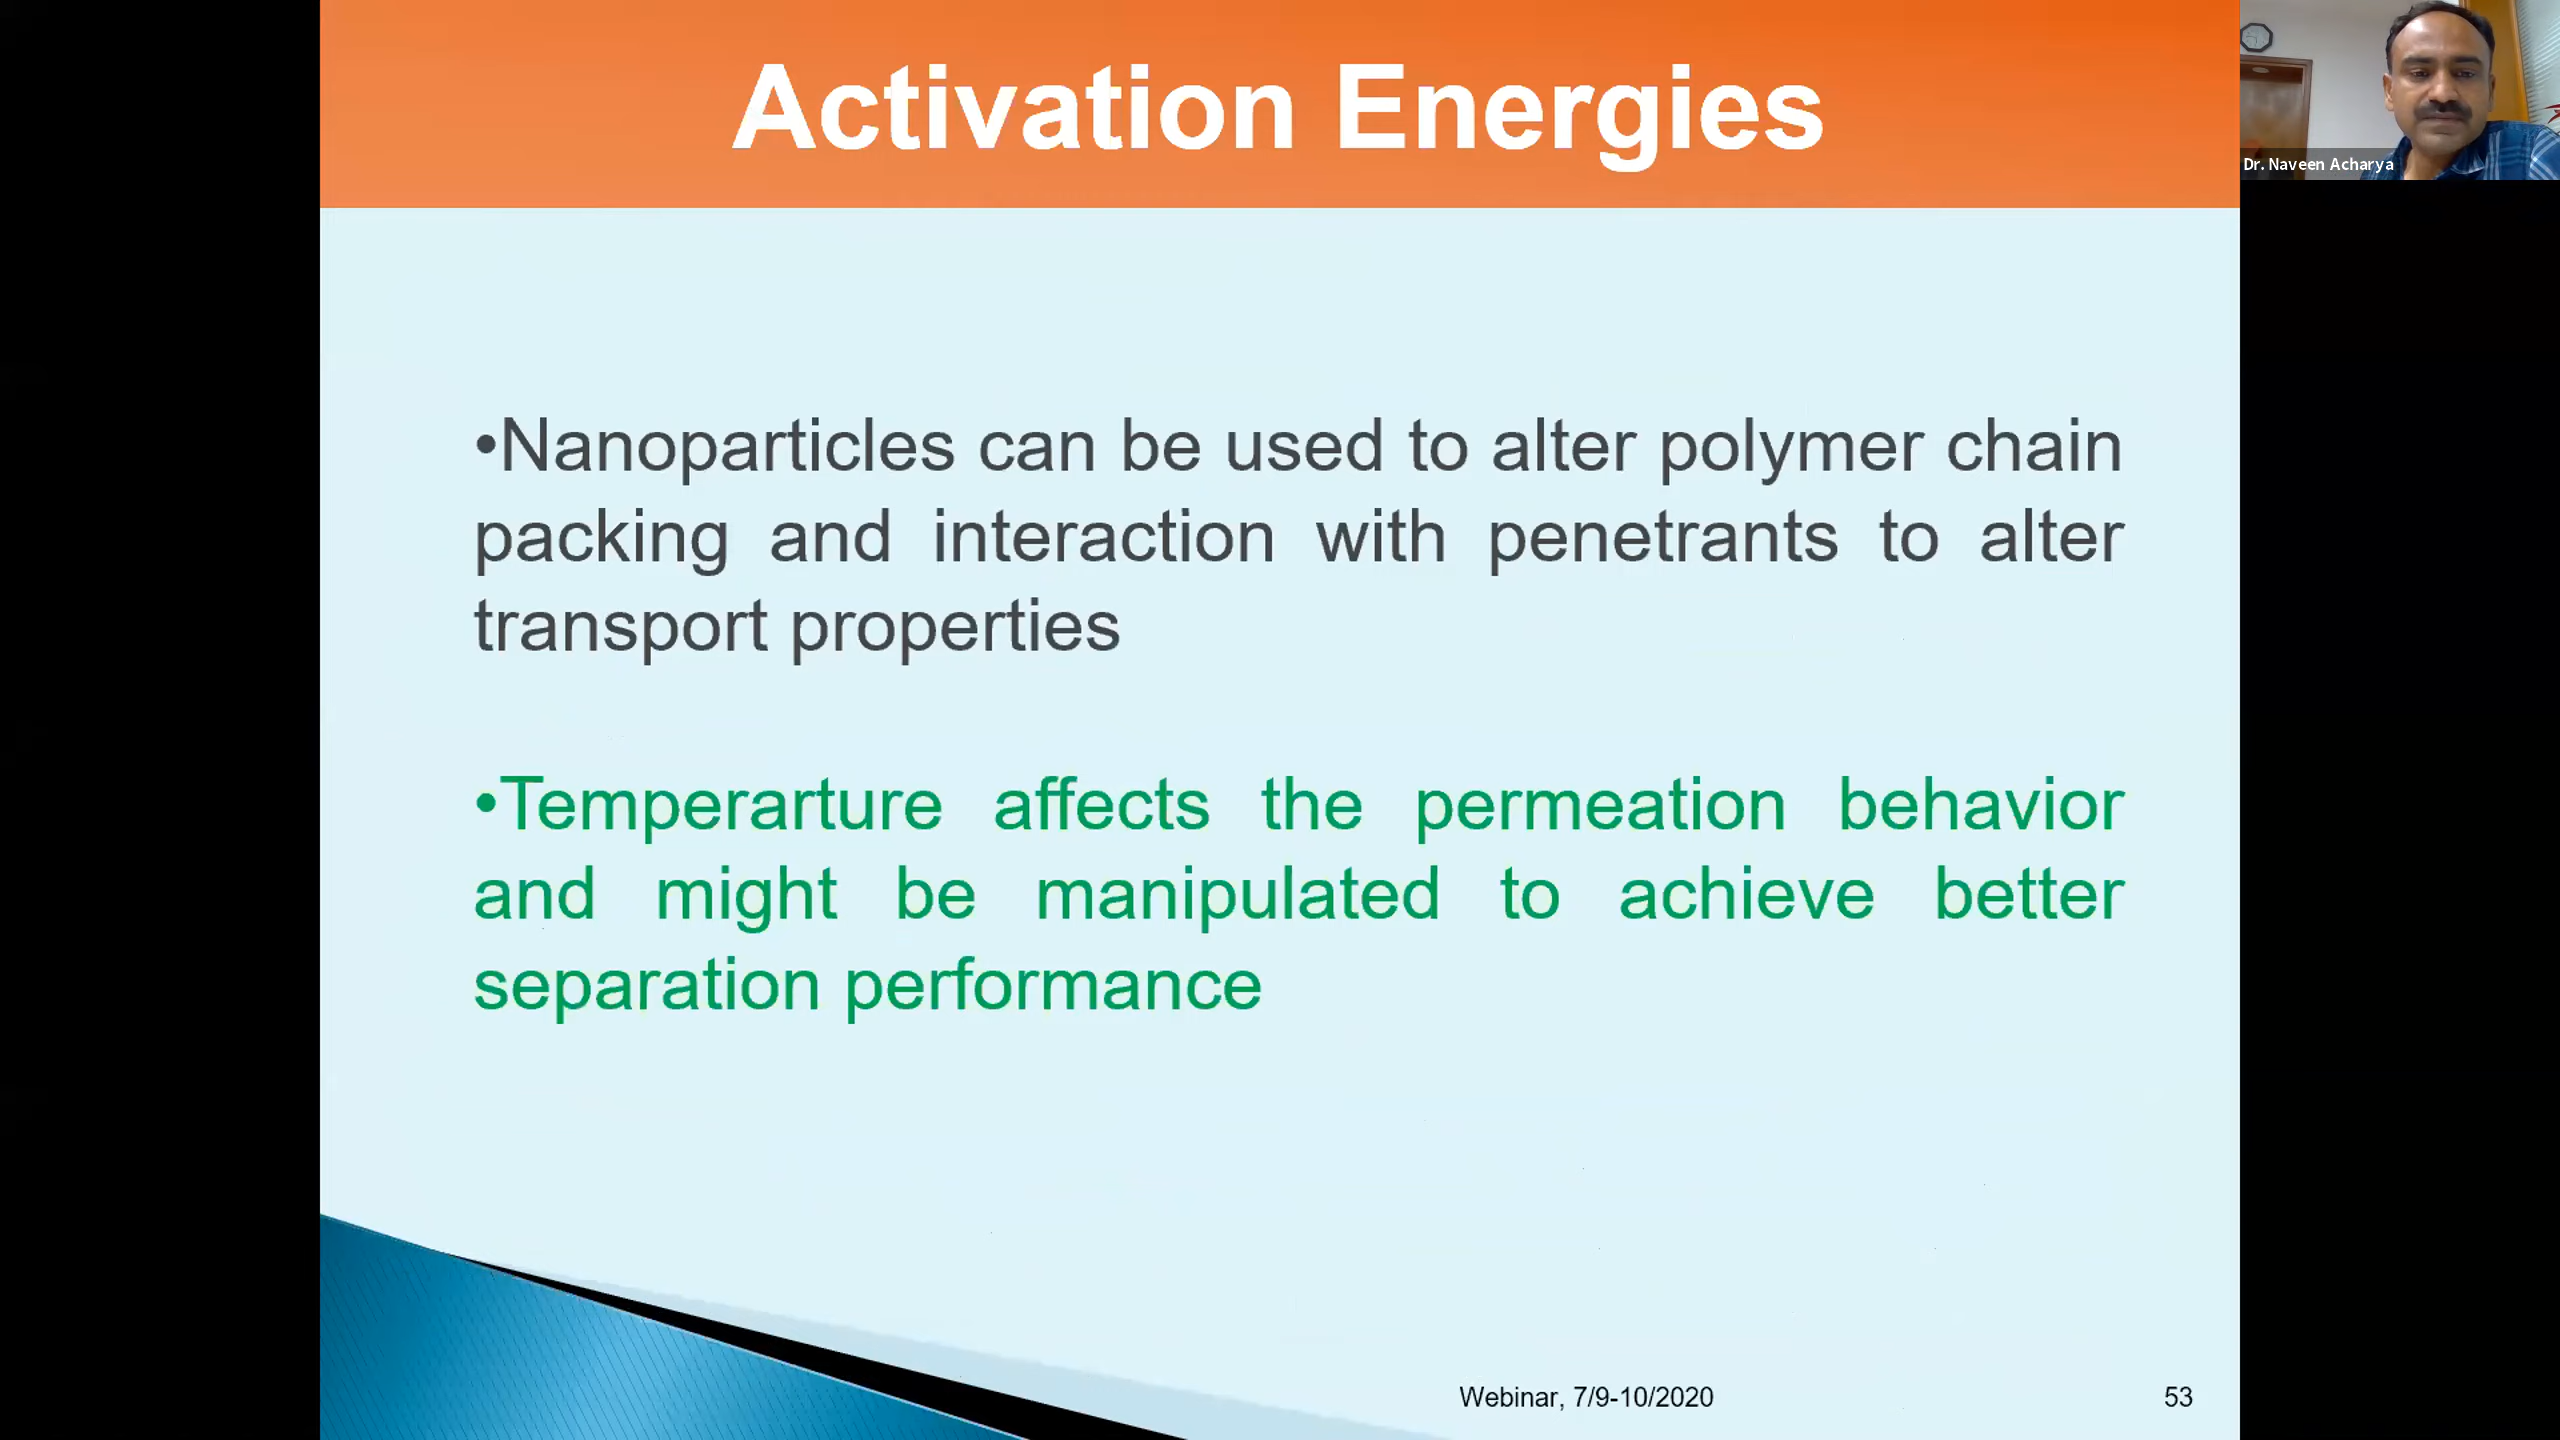 Activation Energies
Dr. Naveen Acharya
•Nanoparticles can be used to alter polymer chain
packing and interaction with penetrants to alter
transport properties
•Temperarture affects the permeation behavior
and might be manipulated to achieve better
separation performance
Webinar, 7/9-10/2020
53